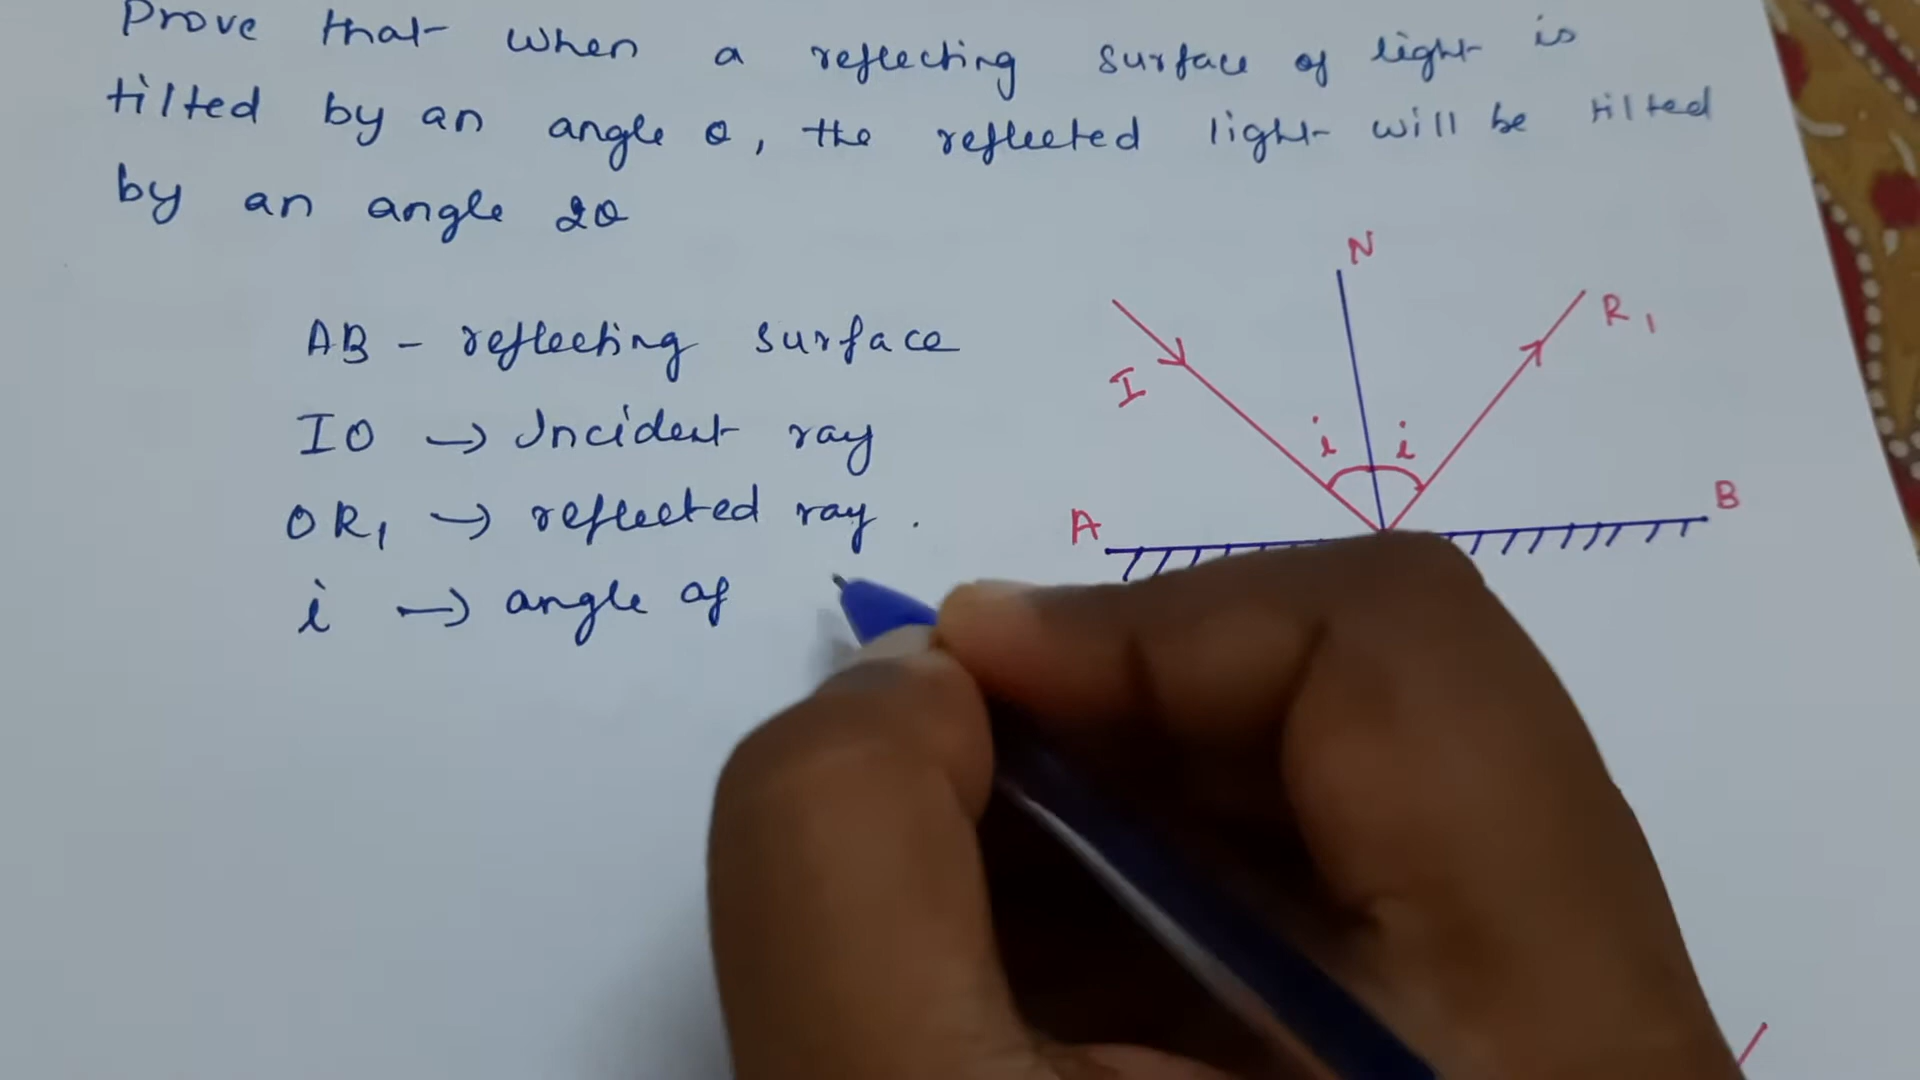 Prove that when a reflecting surface of light is
tilted by an angle θ, the reflected light will be tilted
by an angle 2θ
N
R1
AB - reflecting surface
I
IO → Incident ray
i i
B
OR1 → reflected ray.
A
i → angle of